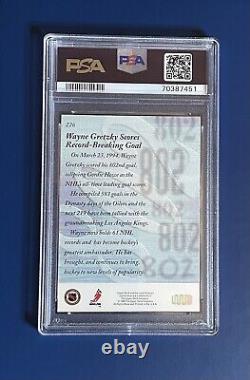 PSA
PSA
PSA
70387451
226
Wayne Gretzky Scores
Record-Breaking Goal
On March 23, 1994, Wayne
Gretzky scored his 802nd goal,
eclipsing Gordie Howe as the
NHL's all-time leading goal scorer.
He compiled 583 goals in the
Dynasty days of the Oilers and the
next 219 have been tallied with the
groundbreaking Los Angeles Kings.
Wayne now holds 61 NHL
records and has become hockey's
greatest ambassador. He has
brought, and continues to bring,
hockey to new levels of popularity.
802
802